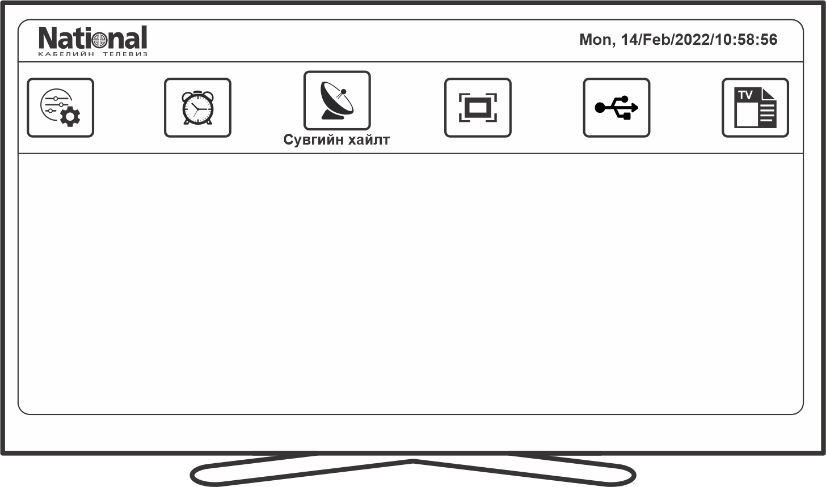 National
КАБЕЛИЙН ТЕЛЕВИЗ
Mon, 14/Feb/2022/10:58:56
TV
Сувгийн хайлт